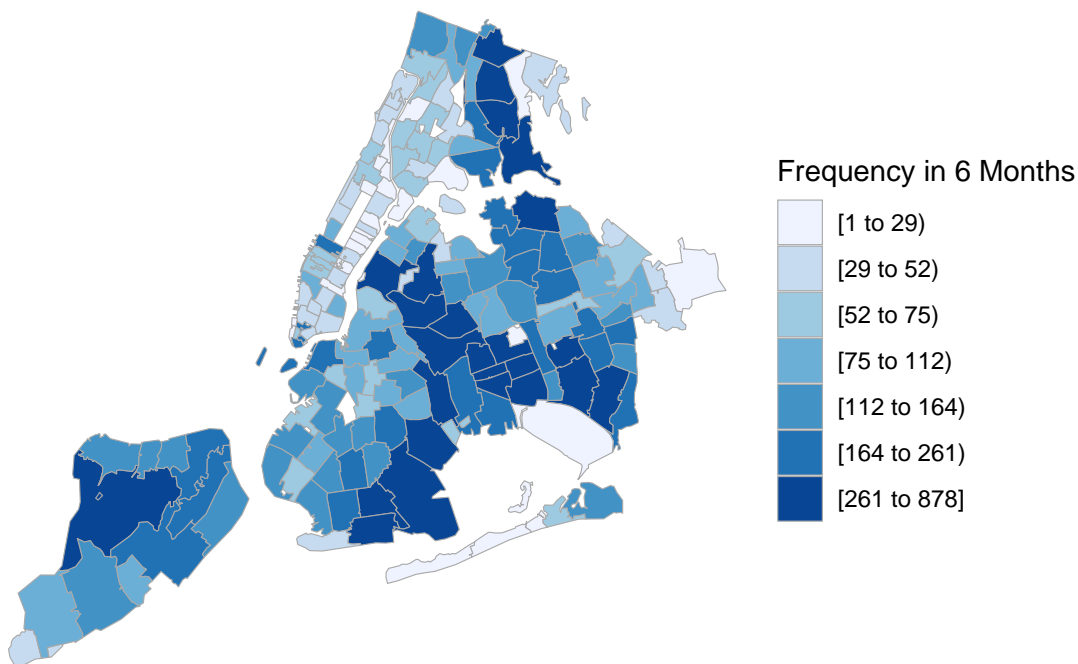 Frequency in 6 Months
[1 to 29)
[29 to 52)
[52 to 75)
[75 to 112)
[112 to 164)
[164 to 261)
[261 to 878]